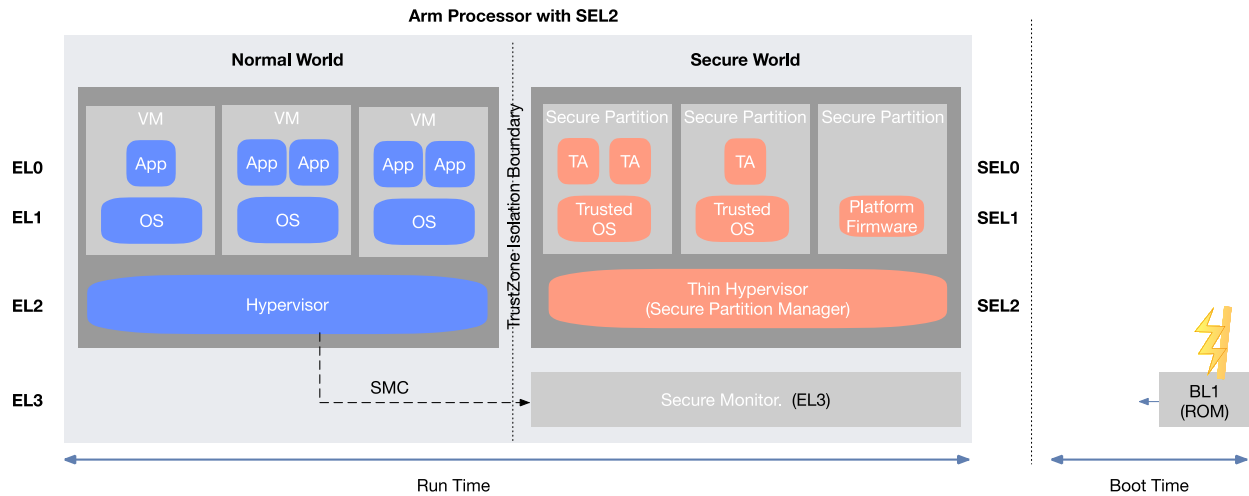 Arm Processor with SEL2
Normal World
Secure World
VM
VM
VM
Secure Partition
Secure Partition
Secure Partition
EL0
App
App
App
App
App
TA
TA
TA
SEL0
EL1
OS
OS
OS
Trusted
OS
Trusted
OS
Platform
Firmware
SEL1
TrustZone Isolation Boundary
EL2
Hypervisor
Thin Hypervisor
(Secure Partition Manager)
SEL2
EL3
SMC
Secure Monitor. (EL3)
BL1
(ROM)
Run Time
Boot Time